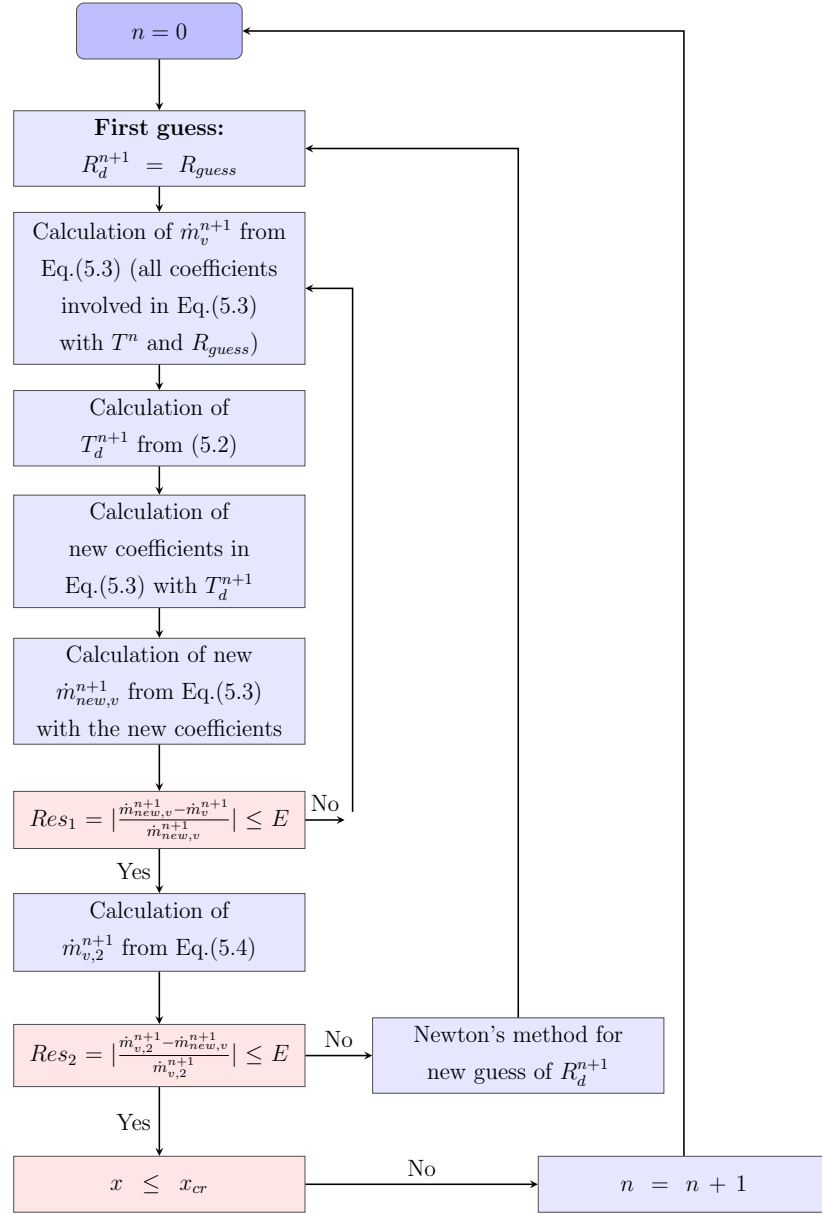 n = 0
First guess:
R_d^{n+1} = R_{guess}
Calculation of ṁ_v^{n+1} from
Eq.(5.3) (all coefficients
involved in Eq.(5.3)
with T^n and R_{guess})
Calculation of
T_d^{n+1} from (5.2)
Calculation of
new coefficients in
Eq.(5.3) with T_d^{n+1}
Calculation of new
ṁ_{new,v}^{n+1} from Eq.(5.3)
with the new coefficients
Res_1 = |\frac{ṁ_{new,v}^{n+1} − ṁ_v^{n+1}}{ṁ_{new,v}^{n+1}}| ≤ E
No
Yes
Calculation of
ṁ_{v,2}^{n+1} from Eq.(5.4)
Res_2 = |\frac{ṁ_{v,2}^{n+1} − ṁ_{new,v}^{n+1}}{ṁ_{v,2}^{n+1}}| ≤ E
No
Newton's method for
new guess of R_d^{n+1}
Yes
x ≤ x_{cr}
No
n = n + 1